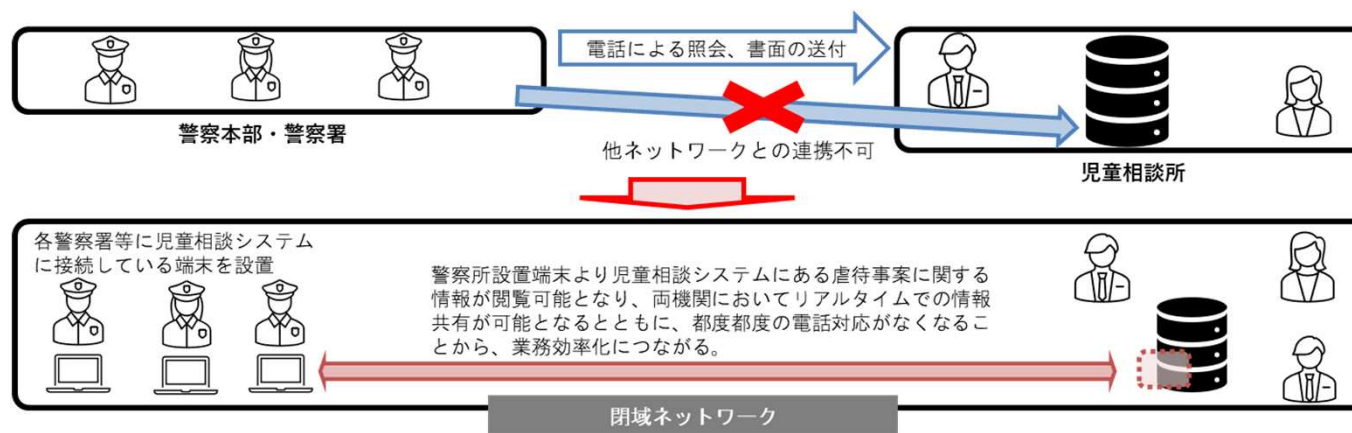 電話による照会、書面の送付
警察本部・警察署
他ネットワークとの連携不可
児童相談所
各警察署等に児童相談システム
に接続している端末を設置
警察所設置端末より児童相談システムにある虐待事案に関する
情報が閲覧可能となり、両機関においてリアルタイムでの情報
共有が可能となるとともに、都度都度の電話対応がなくなるこ
とから、業務効率化につながる。
閉域ネットワーク